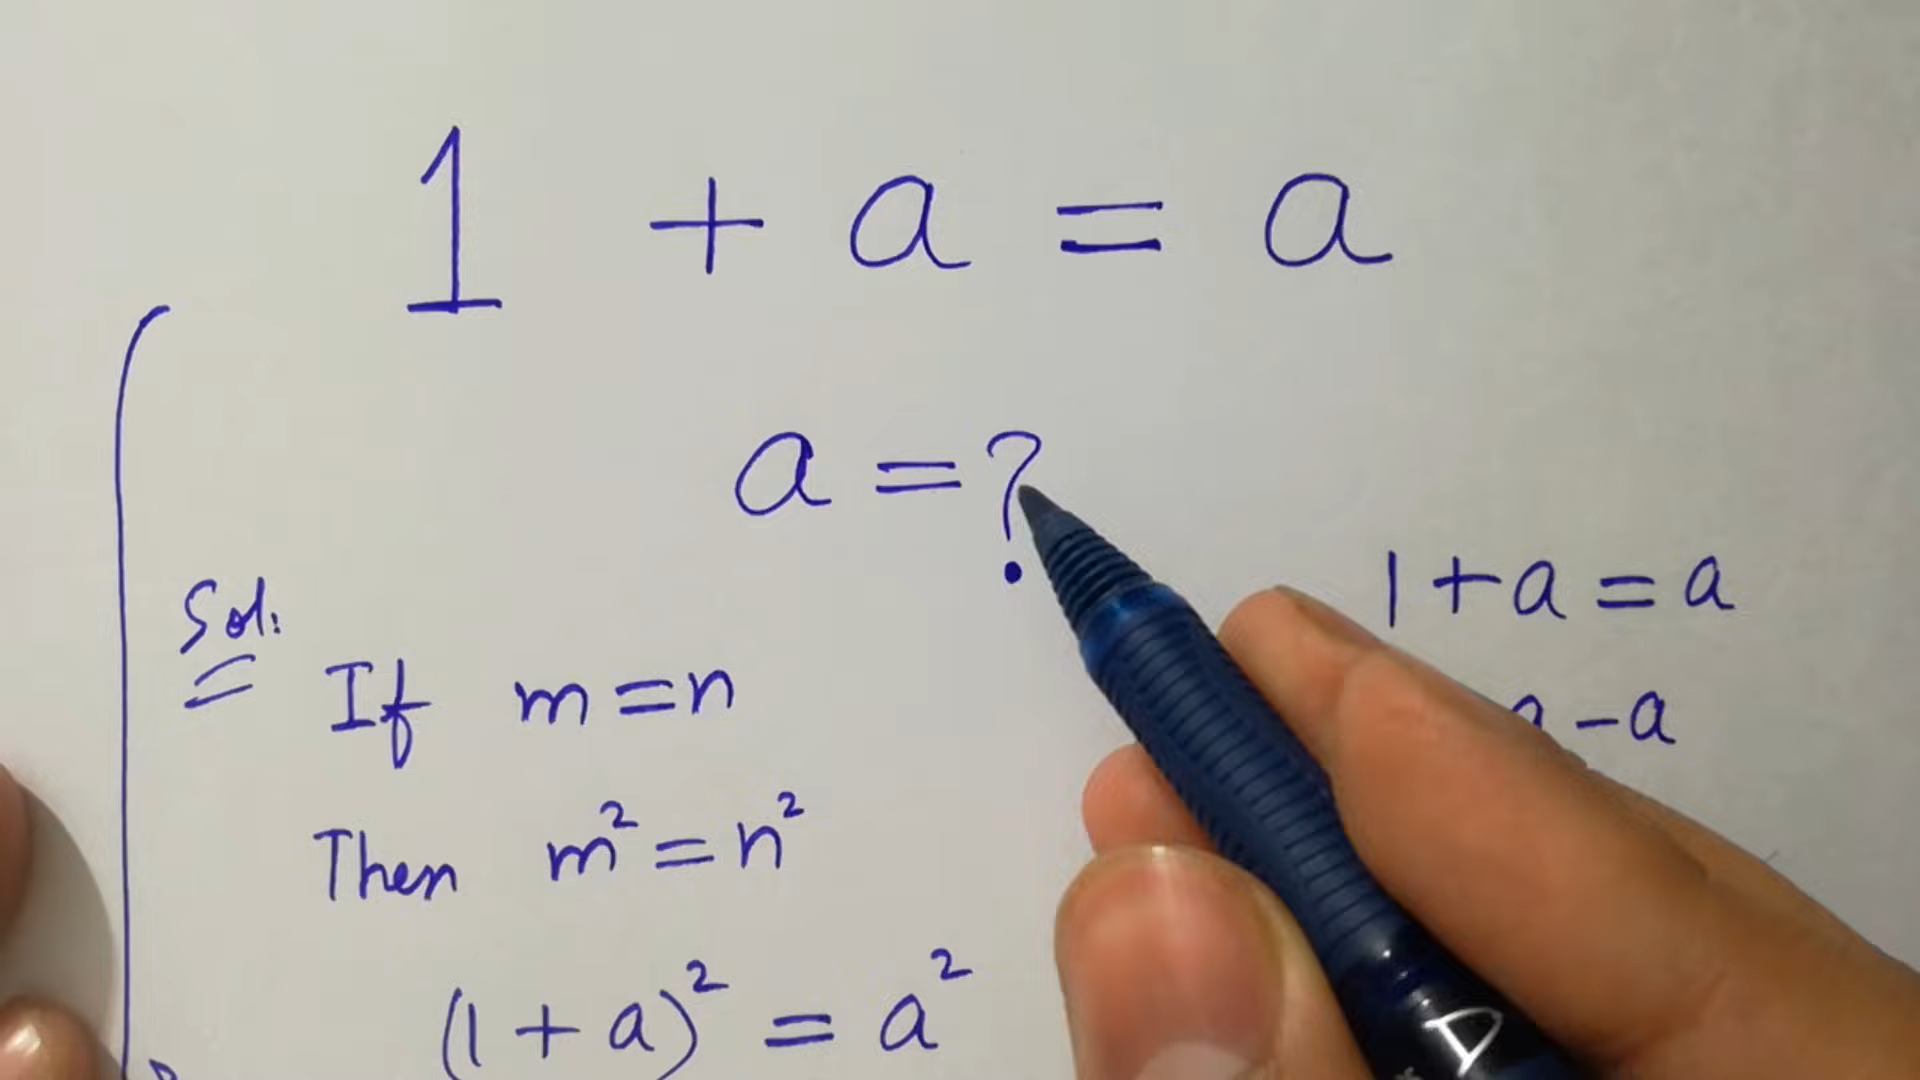 1 + a = a
a = ?
Sol:
If m = n
Then m² = n²
(1 + a)² = a²
1 + a = a
a - a